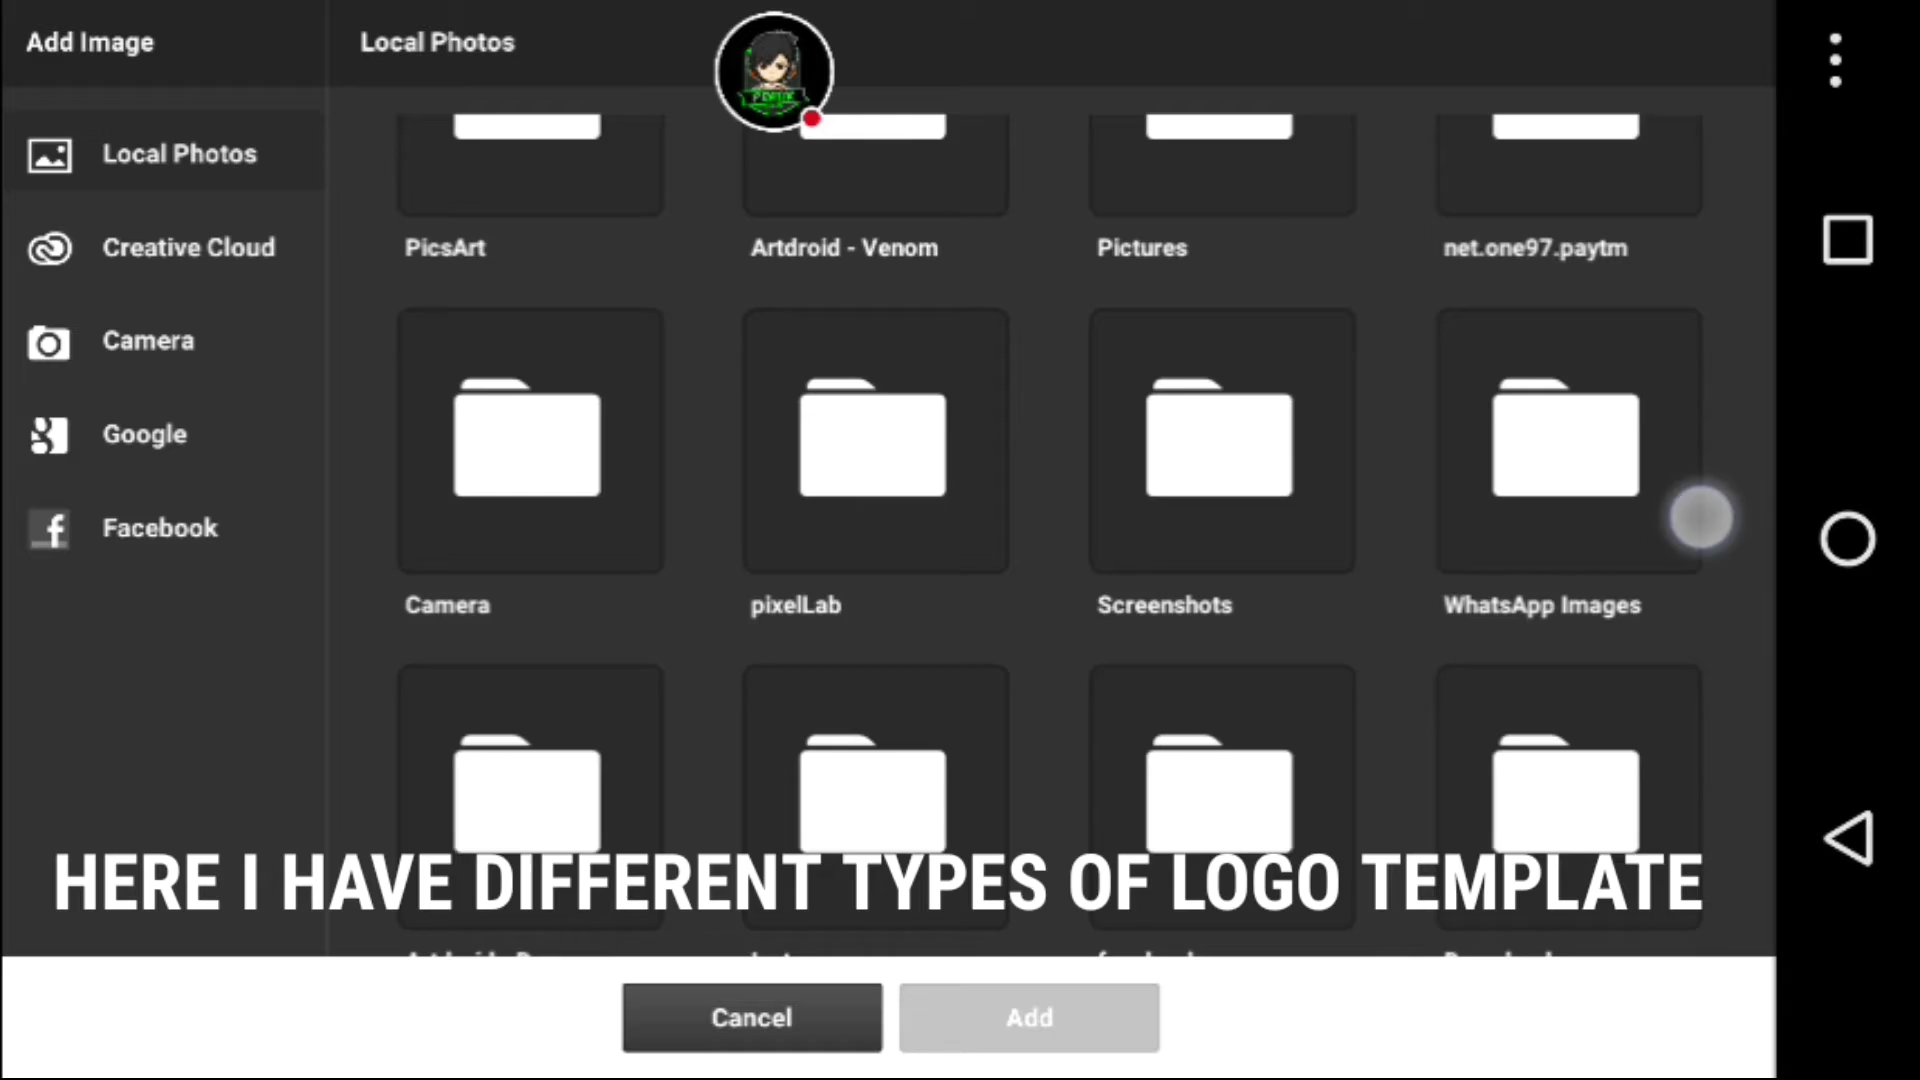 Add Image
Local Photos
Local Photos
Creative Cloud
Camera
Google
Facebook
PicsArt
Artdroid - Venom
Pictures
net.one97.paytm
Camera
pixelLab
Screenshots
WhatsApp Images
HERE I HAVE DIFFERENT TYPES OF LOGO TEMPLATE
Cancel
Add